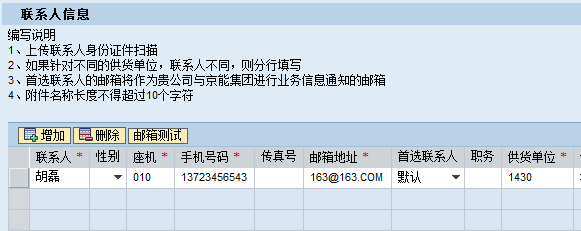 联系人信息
编写说明
1、上传联系人身份证件扫描
2、如果针对不同的供货单位，联系人不同，则分行填写
3、首选联系人的邮箱将作为贵公司与京能集团进行业务信息通知的邮箱
4、附件名称长度不得超过10个字符
增加 删除 邮箱测试
联系人 * 性别 座机 * 手机号码 * 传真号 邮箱地址 * 首选联系人 职务 供货单位 *
胡磊 010 13723456543 163@163.COM 默认 1430